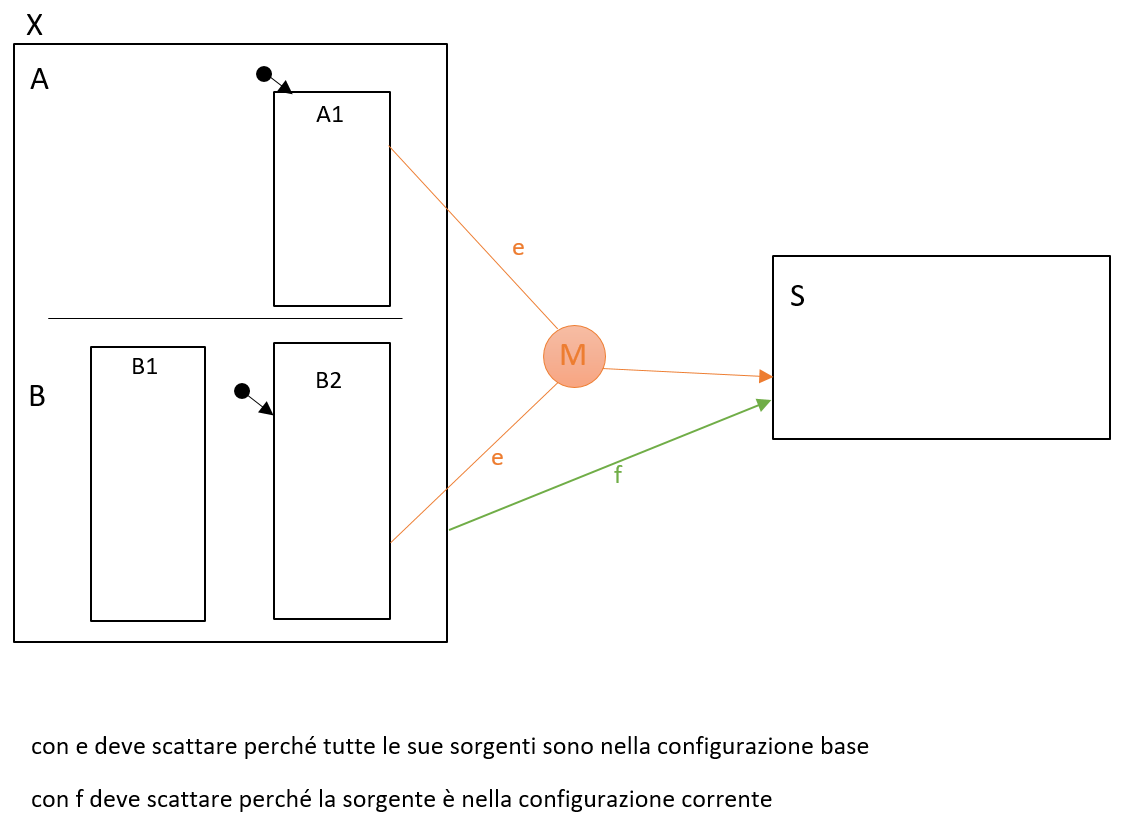 X
A
A1
e
S
M
B1
B2
B
e
f
con e deve scattare perché tutte le sue sorgenti sono nella configurazione base
con f deve scattare perché la sorgente è nella configurazione corrente